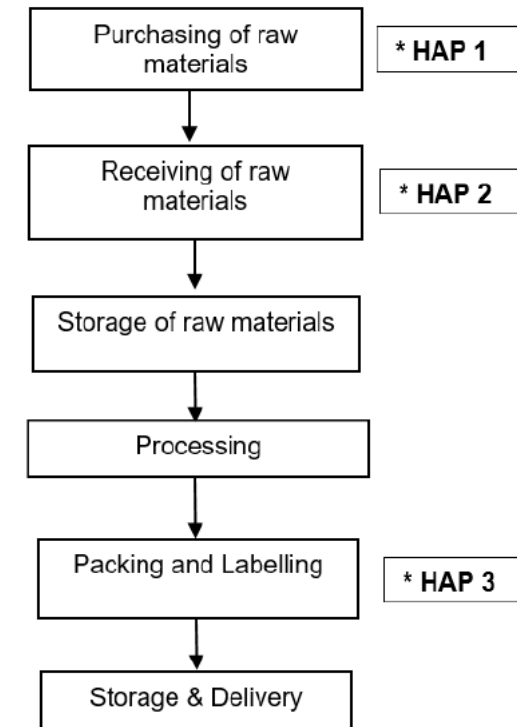 Purchasing of raw
materials
* HAP 1
Receiving of raw
materials
* HAP 2
Storage of raw materials
Processing
Packing and Labelling
* HAP 3
Storage & Delivery